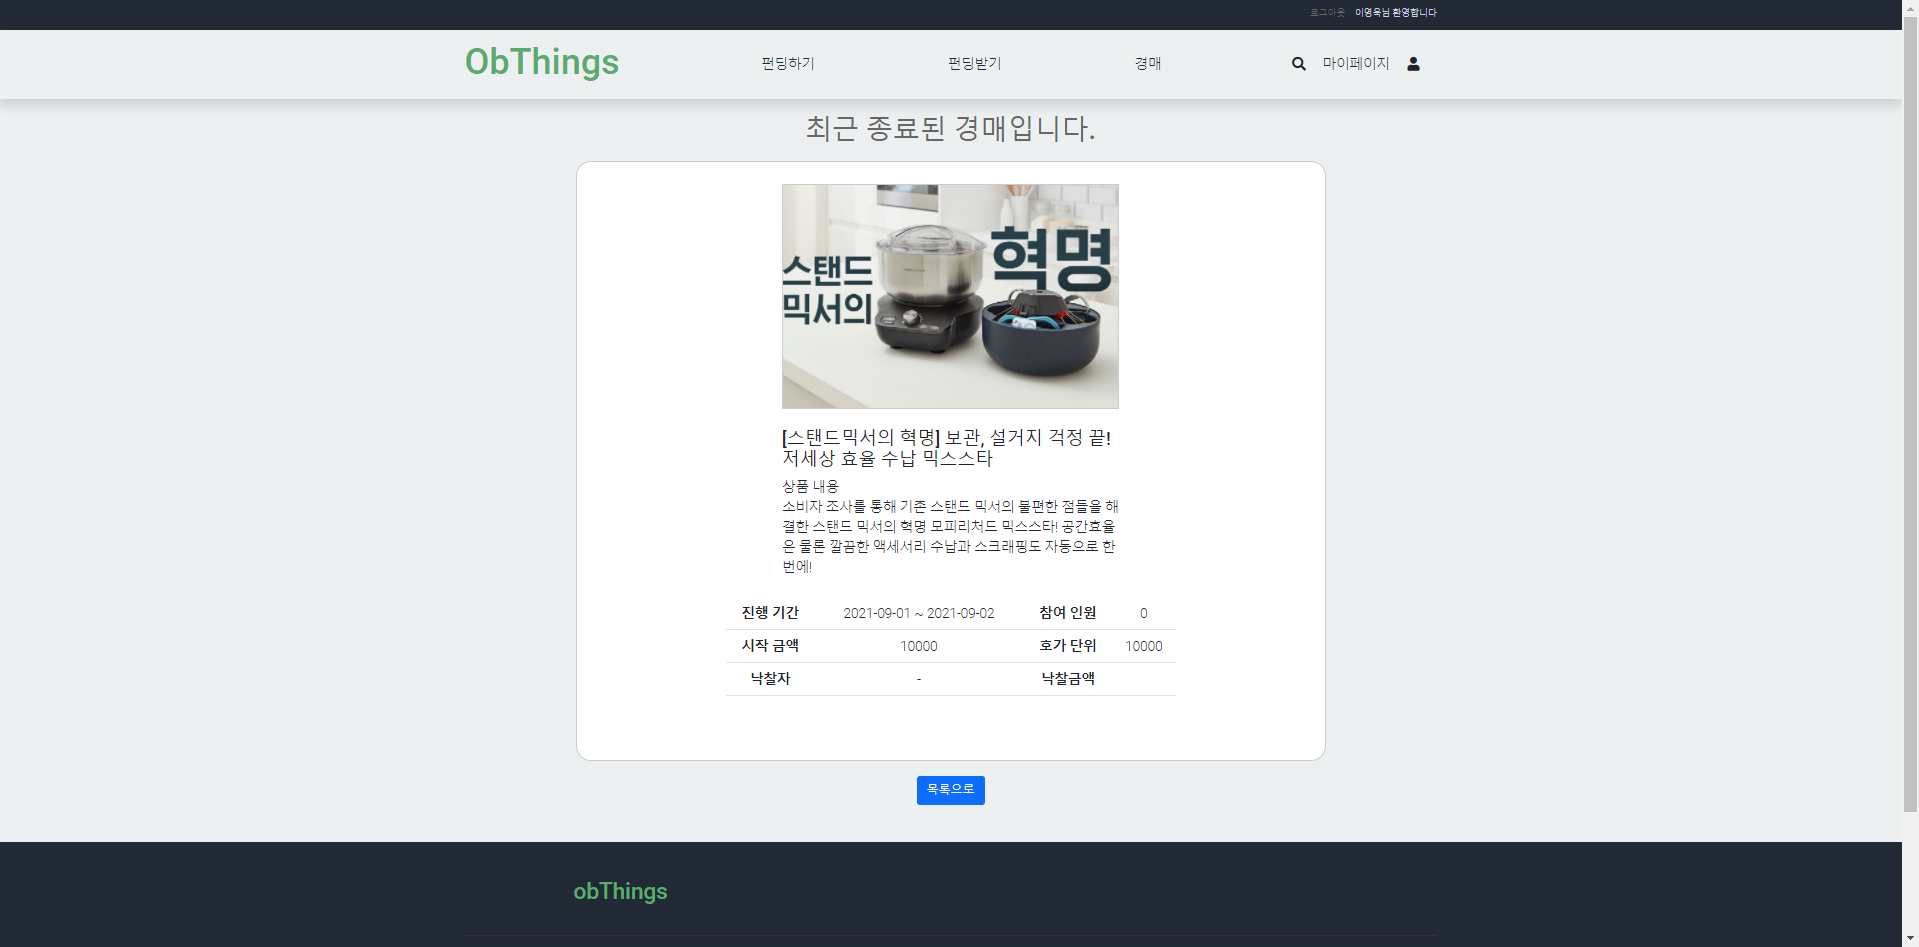 로그아웃 이영욱님 환영합니다
ObThings 펀딩하기 펀딩받기 경매 마이페이지
최근 종료된 경매입니다.
스탠드 혁명
믹서의
[스탠드믹서의 혁명] 보관, 설거지 걱정 끝!
저세상 효율 수납 믹스스타
상품 내용
소비자 조사를 통해 기존 스탠드 믹서의 불편한 점들을 해
결한 스탠드 믹서의 혁명 모피리처드 믹스스타! 공간효율
은 물론 깔끔한 액세서리 수납과 스크래핑도 자동으로 한
번에!
진행 기간 2021-09-01 ~ 2021-09-02 참여 인원 0
시작 금액 10000 호가 단위 10000
낙찰자 - 낙찰금액
목록으로
obThings